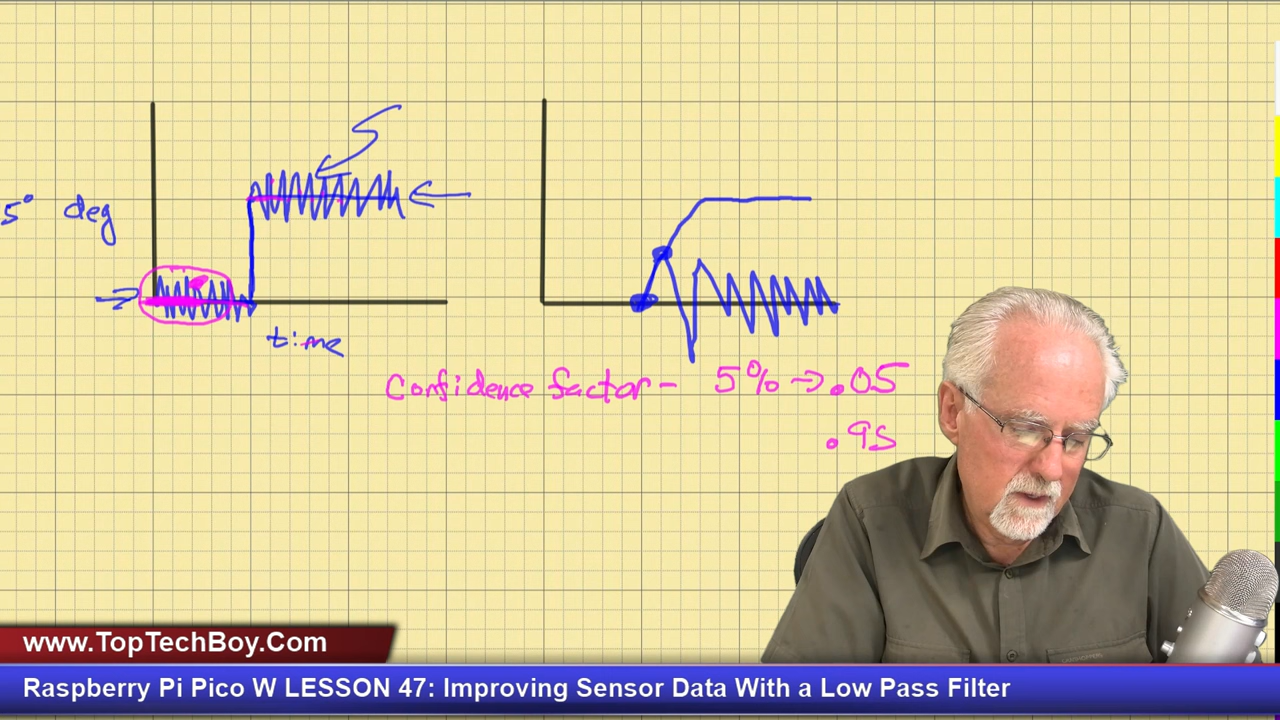 5° deg
time
Confidence factor - 5% → .05
.95
www.TopTechBoy.Com
Raspberry Pi Pico W LESSON 47: Improving Sensor Data With a Low Pass Filter